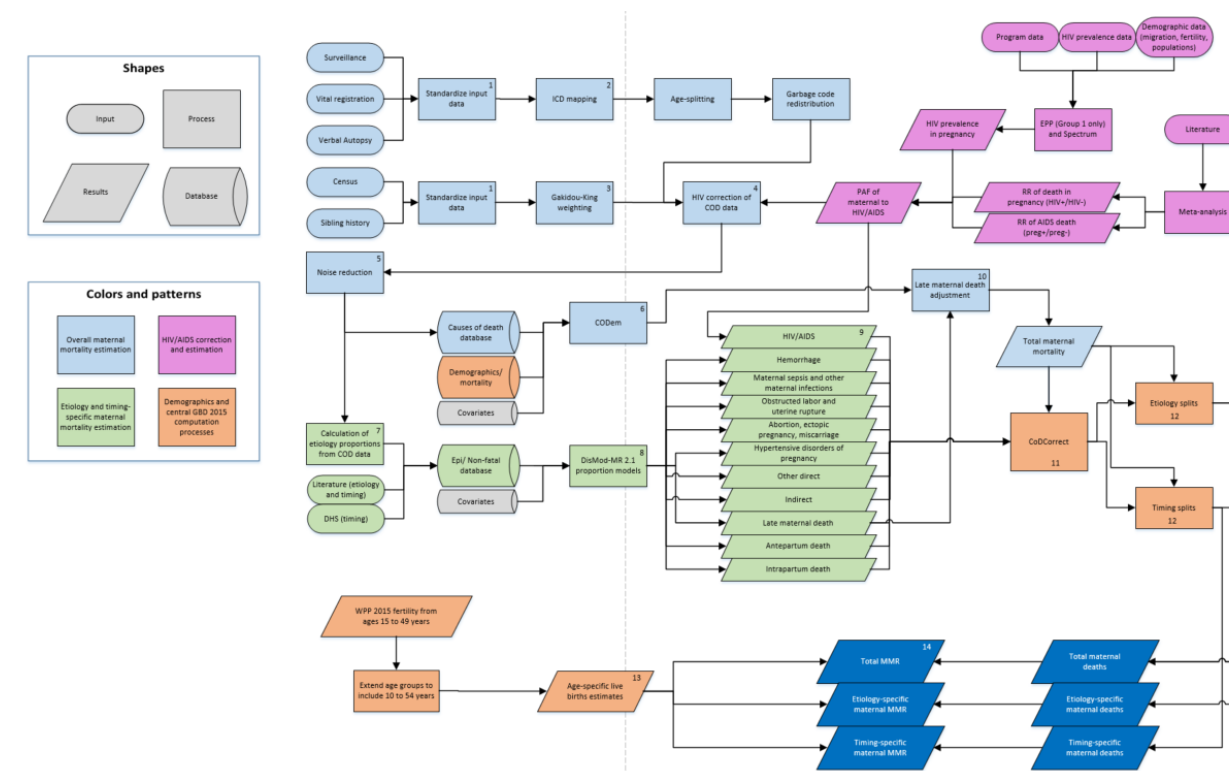 Shapes
Input
Process
Results
Database
Colors and patterns
Overall maternal
mortality estimation
HIV/AIDS correction
and estimation
Etiology and timing-
specific maternal
mortality estimation
Demographics and
central GBD 2015
computation
processes
Surveillance
Vital registration
Verbal Autopsy
1
Standardize input
data
2
ICD mapping
Age-splitting
Garbage code
redistribution
Census
Sibling history
1
Standardize input
data
3
Gakidou-King
weighting
4
HIV correction of
COD data
Program data
HIV prevalence data
Demographic data
(migration, fertility,
populations)
HIV prevalence
in pregnancy
EPP (Group 1 only)
and Spectrum
Literature
PAF of
maternal to
HIV/AIDS
RR of death in
pregnancy (HIV+/HIV-)
RR of AIDS death
(preg+/preg-)
Meta-analysis
5
Noise reduction
Causes of death
database
Demographics/
mortality
Covariates
6
CODem
10
Late maternal death
adjustment
Total maternal
mortality
7
Calculation of
etiology proportions
from COD data
Literature (etiology
and timing)
DHS (timing)
Epi/ Non-fatal
database
Covariates
8
DisMod-MR 2.1
proportion models
9
HIV/AIDS
Hemorrhage
Maternal sepsis and other
maternal infections
Obstructed labor and
uterine rupture
Abortion, ectopic
pregnancy, miscarriage
Hypertensive disorders of
pregnancy
Other direct
Indirect
Late maternal death
Antepartum death
Intrapartum death
CoDCorrect
11
Etiology splits
12
Timing splits
12
WPP 2015 fertility from
ages 15 to 49 years
Extend age groups to
include 10 to 54 years
13
Age-specific live
births estimates
14
Total MMR
Total maternal
deaths
Etiology-specific
maternal MMR
Etiology-specific
maternal deaths
Timing-specific
maternal MMR
Timing-specific
maternal deaths